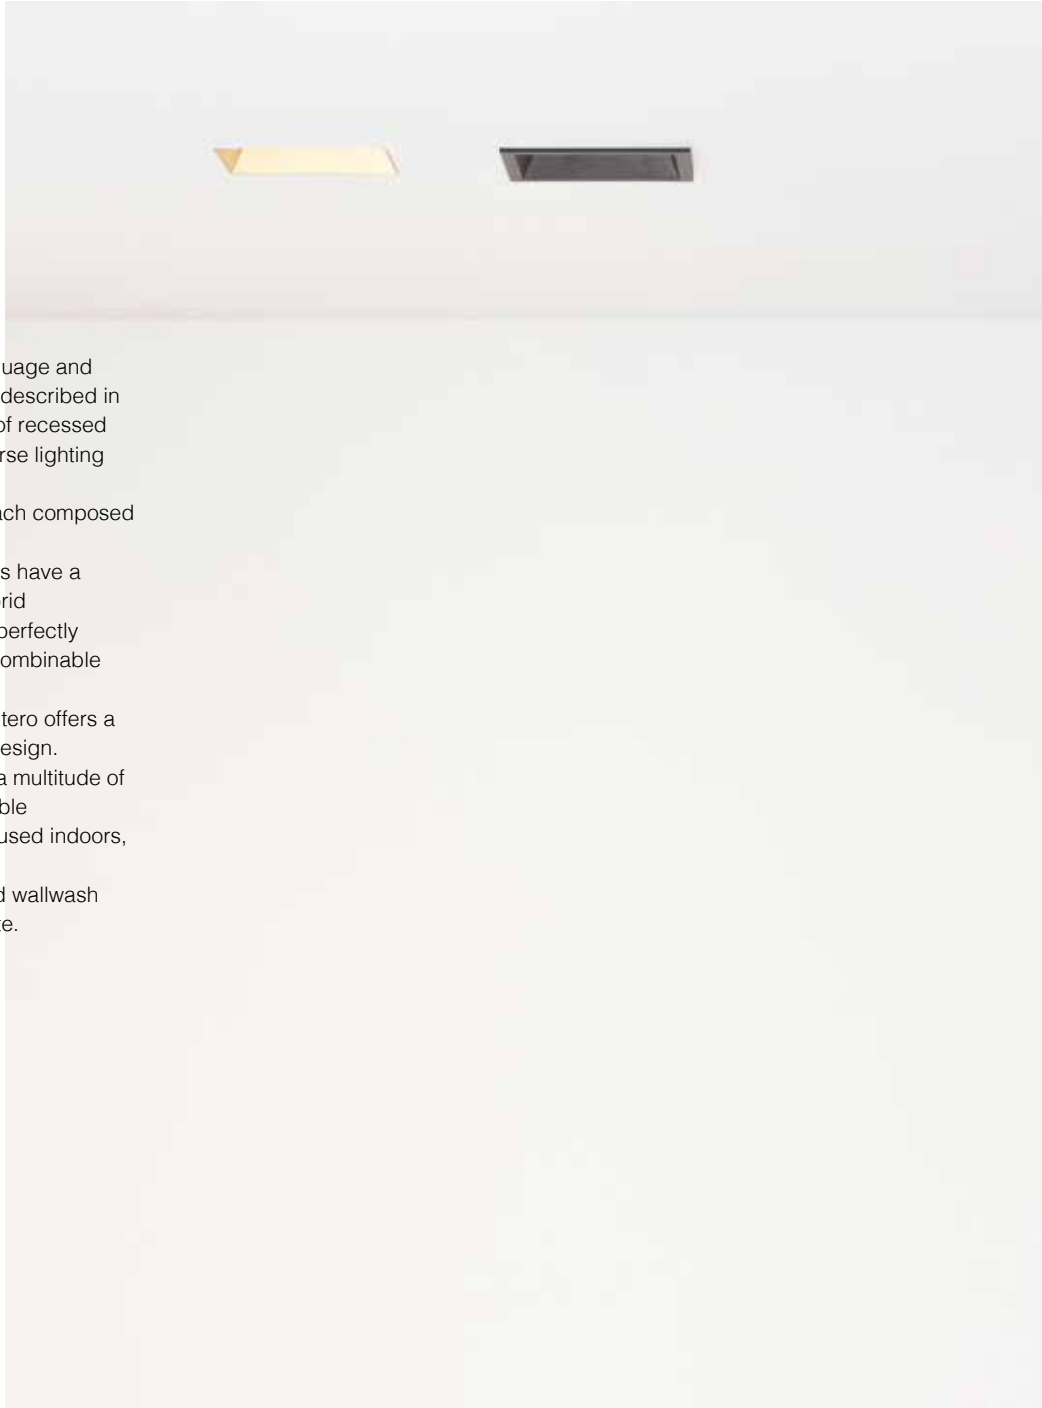 uage and
described in
of recessed
rse lighting
ach composed
s have a
rid
perfectly
ombinable
tero offers a
esign.
a multitude of
ble
used indoors,
d wallwash
te.